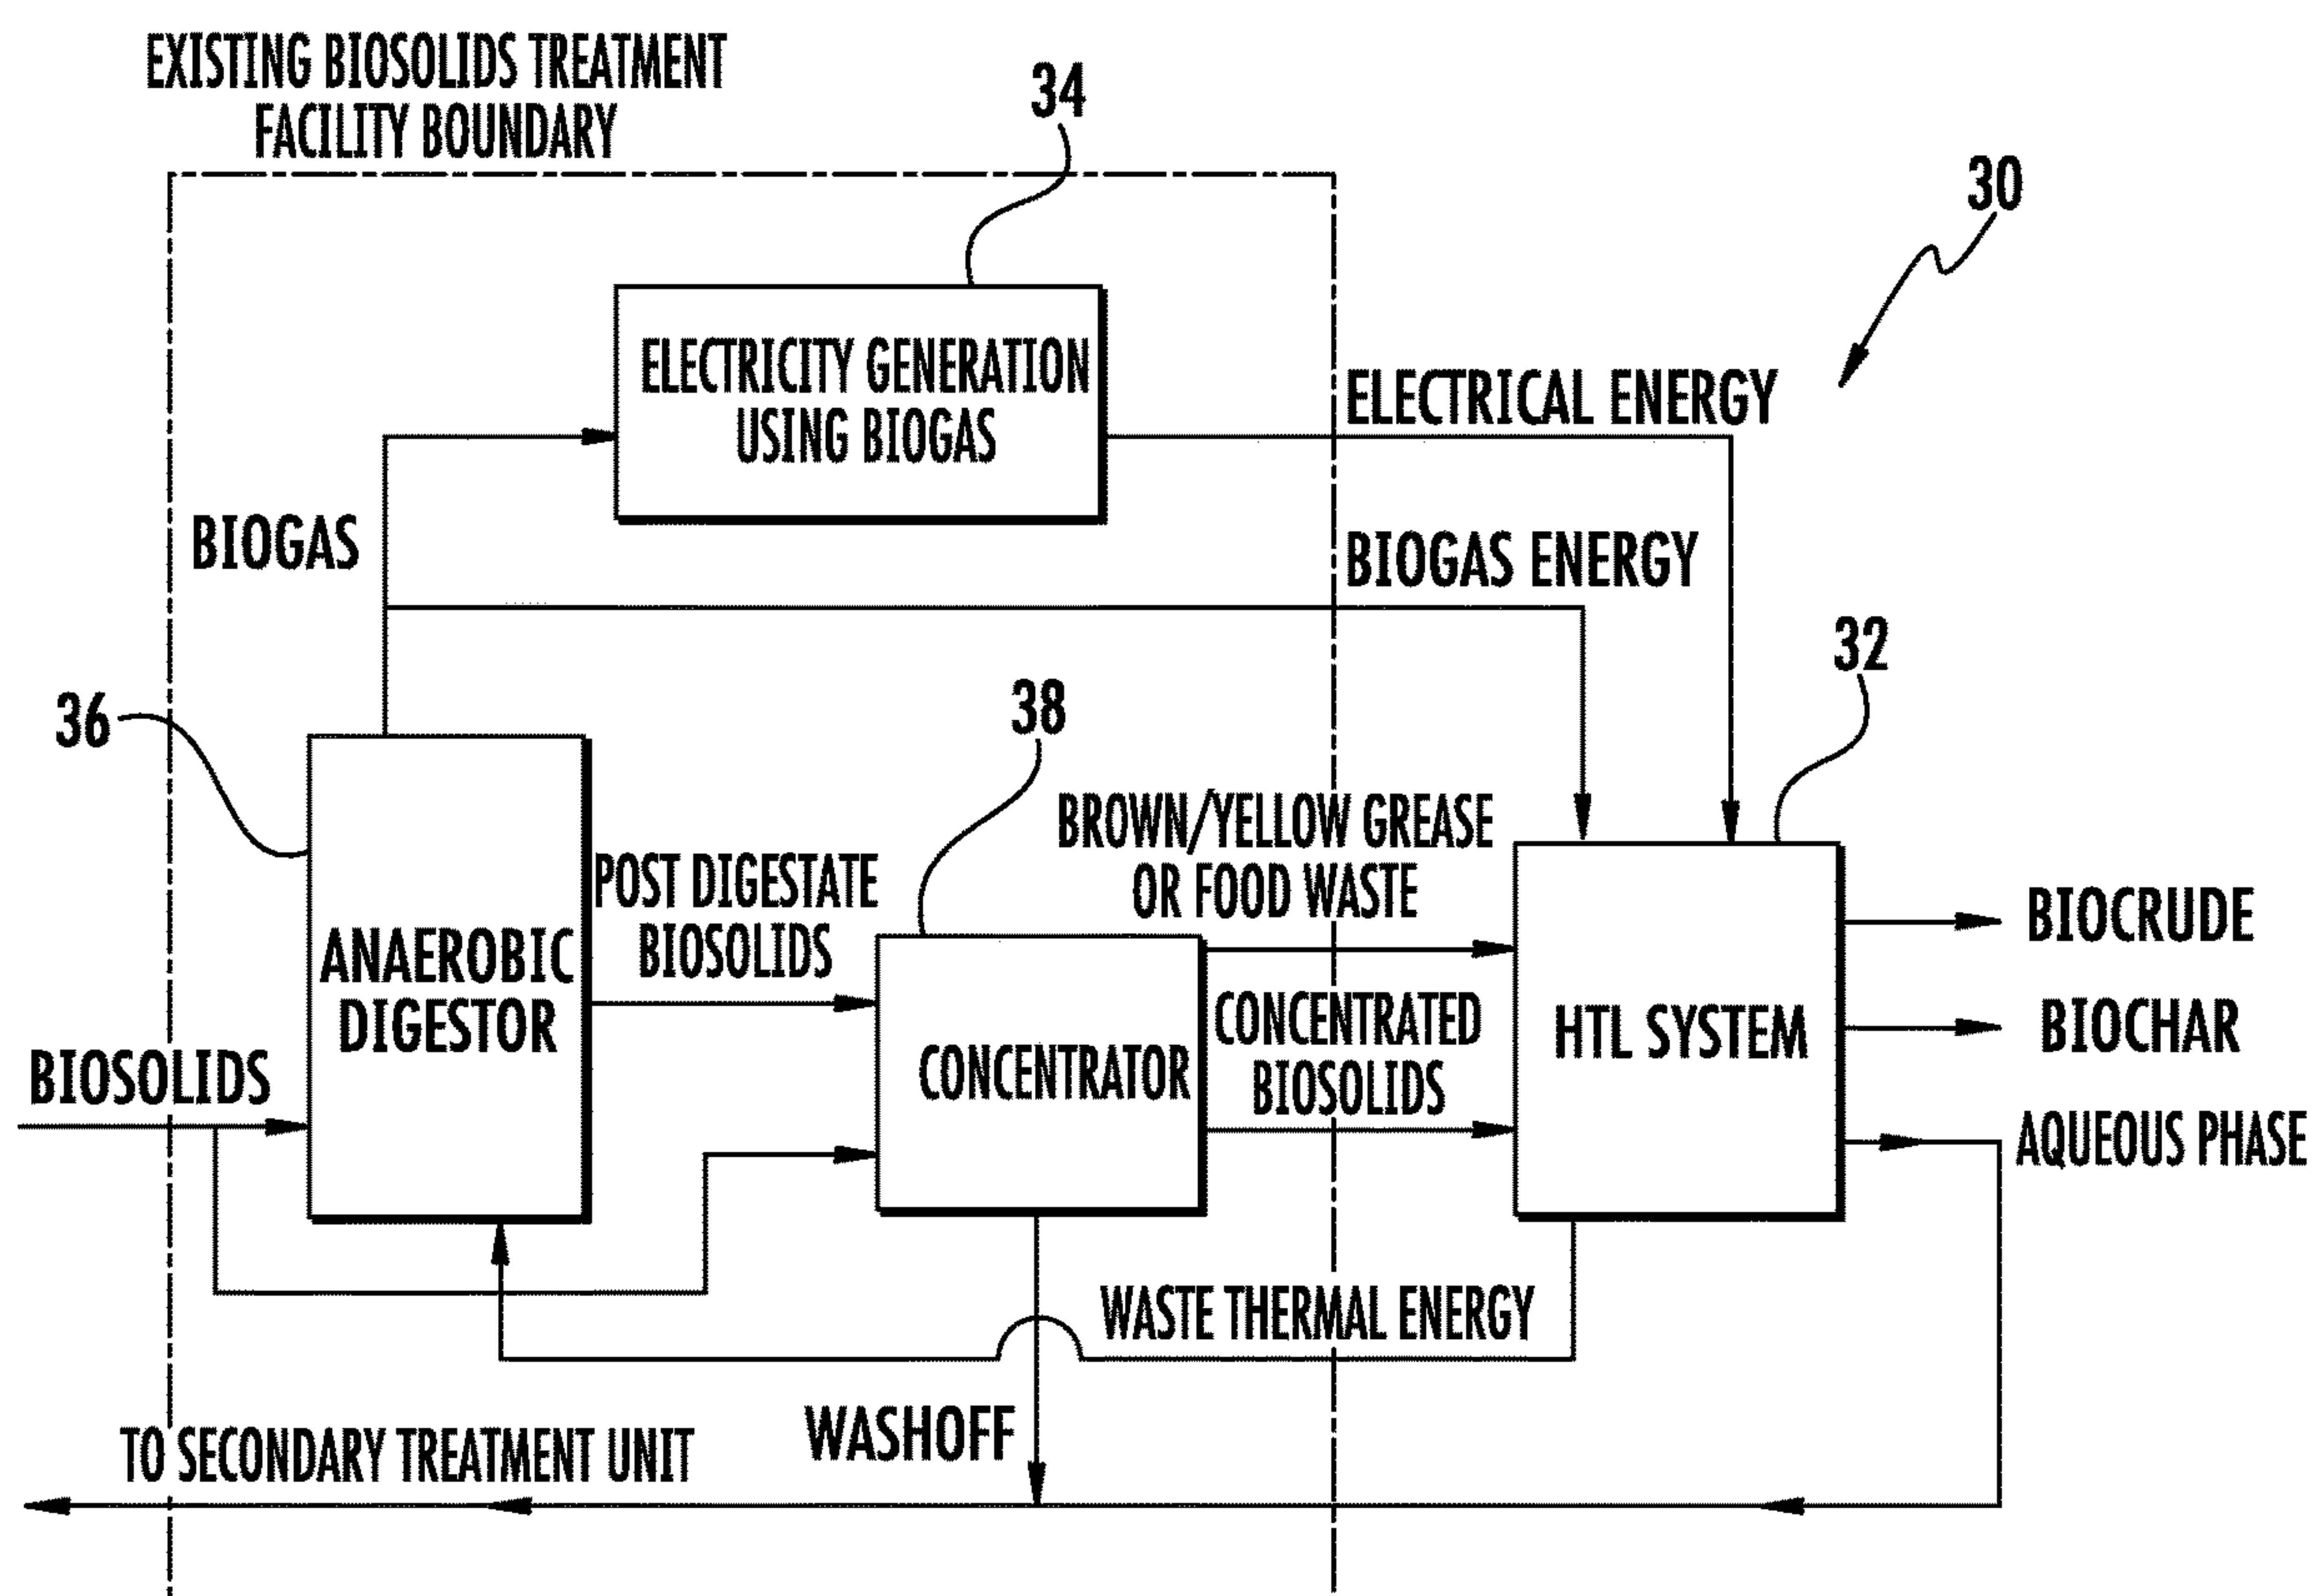 EXISTING BIOSOLIDS TREATMENT
FACILITY BOUNDARY
34
30
ELECTRICITY GENERATION
USING BIOGAS
ELECTRICAL ENERGY
BIOGAS
BIOGAS ENERGY
32
36
38
BROWN/YELLOW GREASE
OR FOOD WASTE
POST DIGESTATE
BIOSOLIDS
ANAEROBIC
DIGESTOR
BIOCRUDE
CONCENTRATED
BIOSOLIDS
HTL SYSTEM
BIOCHAR
CONCENTRATOR
BIOSOLIDS
AQUEOUS PHASE
WASTE THERMAL ENERGY
WASHOFF
TO SECONDARY TREATMENT UNIT